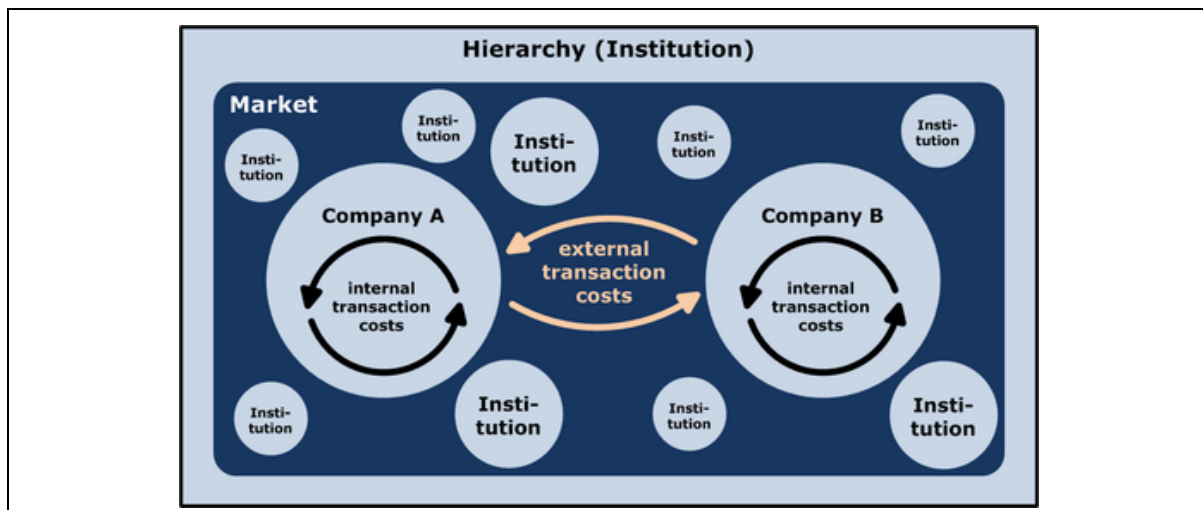 Hierarchy (Institution)
Market
Insti-
tution
Insti-
tution
Insti-
tution
Insti-
tution
Insti-
tution
Company A
internal
transaction
costs
external
transaction
costs
Company B
internal
transaction
costs
Insti-
tution
Insti-
tution
Insti-
tution
Insti-
tution